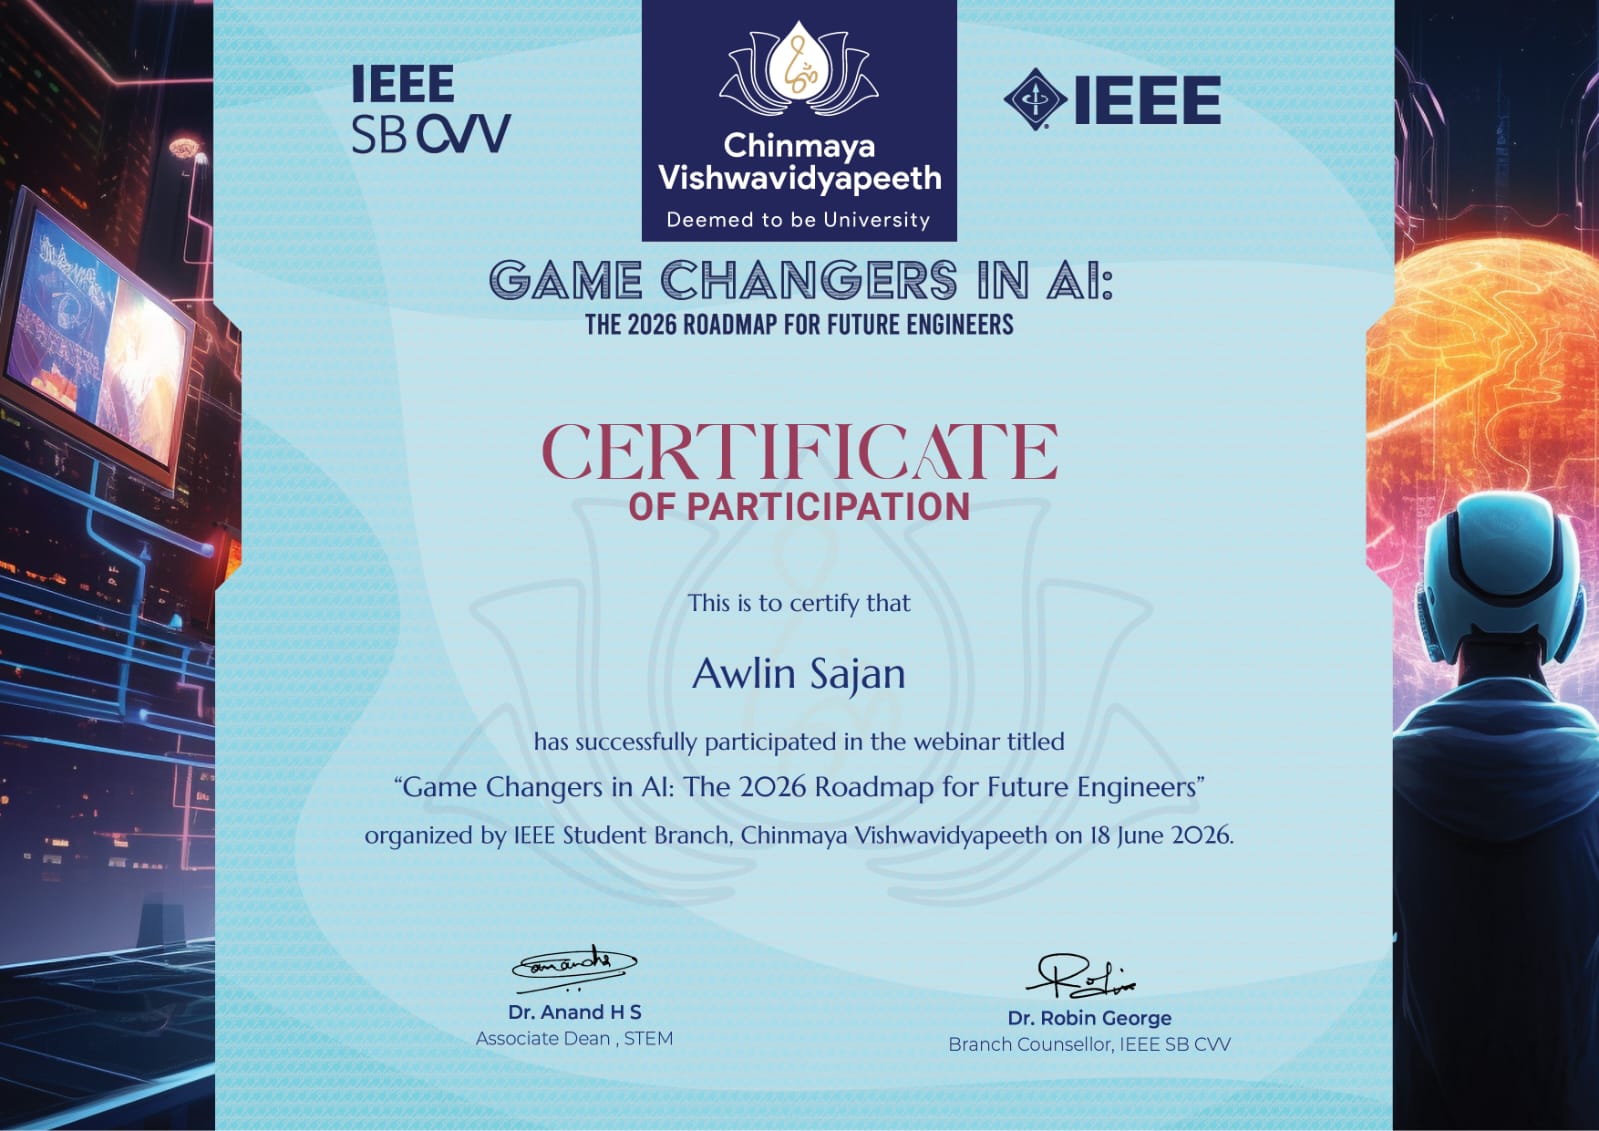 IEEE
SB CVV
Chinmaya
Vishwavidyapeeth
Deemed to be University
IEEE
GAME CHANGERS IN AI:
THE 2026 ROADMAP FOR FUTURE ENGINEERS
CERTIFICATE
OF PARTICIPATION
This is to certify that
Awlin Sajan
has successfully participated in the webinar titled
“Game Changers in AI: The 2026 Roadmap for Future Engineers”
organized by IEEE Student Branch, Chinmaya Vishwavidyapeeth on 18 June 2026.
Dr. Anand H S
Associate Dean , STEM
Dr. Robin George
Branch Counsellor, IEEE SB CVV